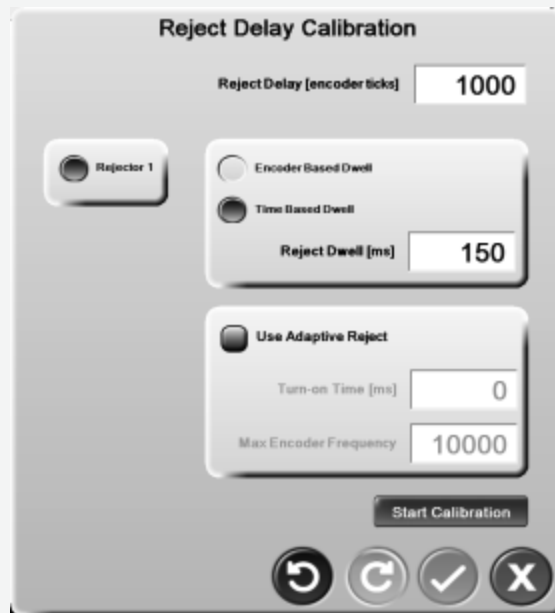 Reject Delay Calibration
Reject Delay [encoder ticks] 1000
Rejector 1
Encoder Based Dwell
Time Based Dwell
Reject Dwell [ms] 150
Use Adaptive Reject
Turn-on Time [ms] 0
Max Encoder Frequency 10000
Start Calibration